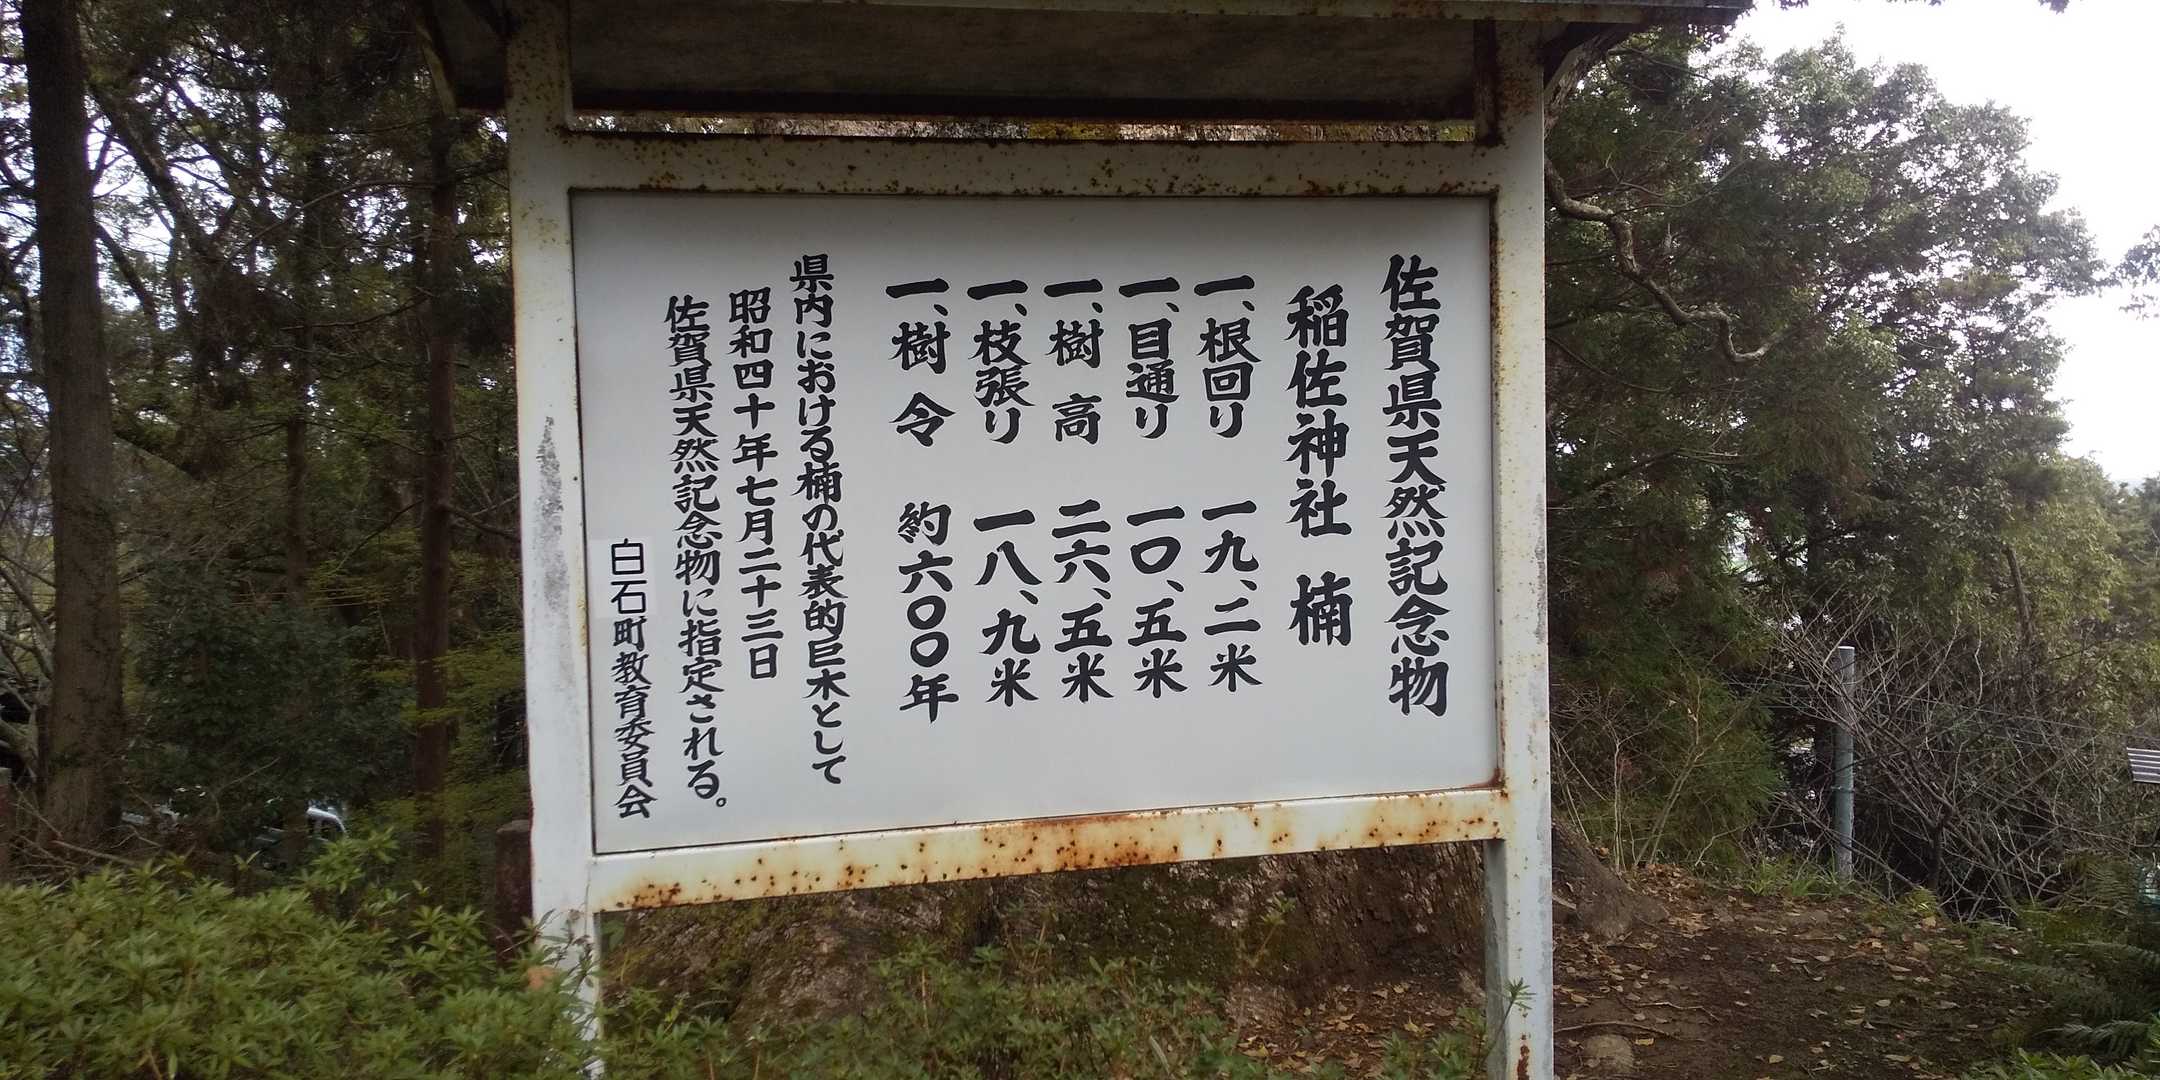 佐賀県天然記念物
稲佐神社 楠
一、根回り 一九、二米
一、目通り 一〇、五米
一、樹高 二六、五米
一、枝張り 一八、九米
一、樹令 約六〇〇年
県内における楠の代表的巨木として
昭和四十年七月二十三日
佐賀県天然記念物に指定される。
白石町教育委員会